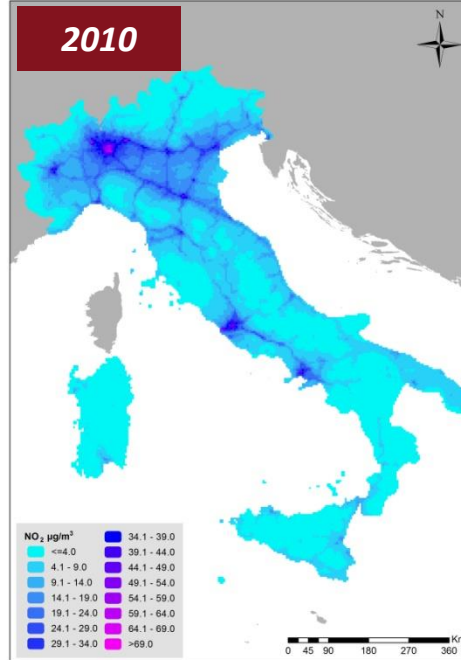 2010
N
NO₂ µg/m³
<=4.0
4.1 - 9.0
9.1 - 14.0
14.1 - 19.0
19.1 - 24.0
24.1 - 29.0
29.1 - 34.0
34.1 - 39.0
39.1 - 44.0
44.1 - 49.0
49.1 - 54.0
54.1 - 59.0
59.1 - 64.0
64.1 - 69.0
>69.0
Km
0 45 90 180 270 360